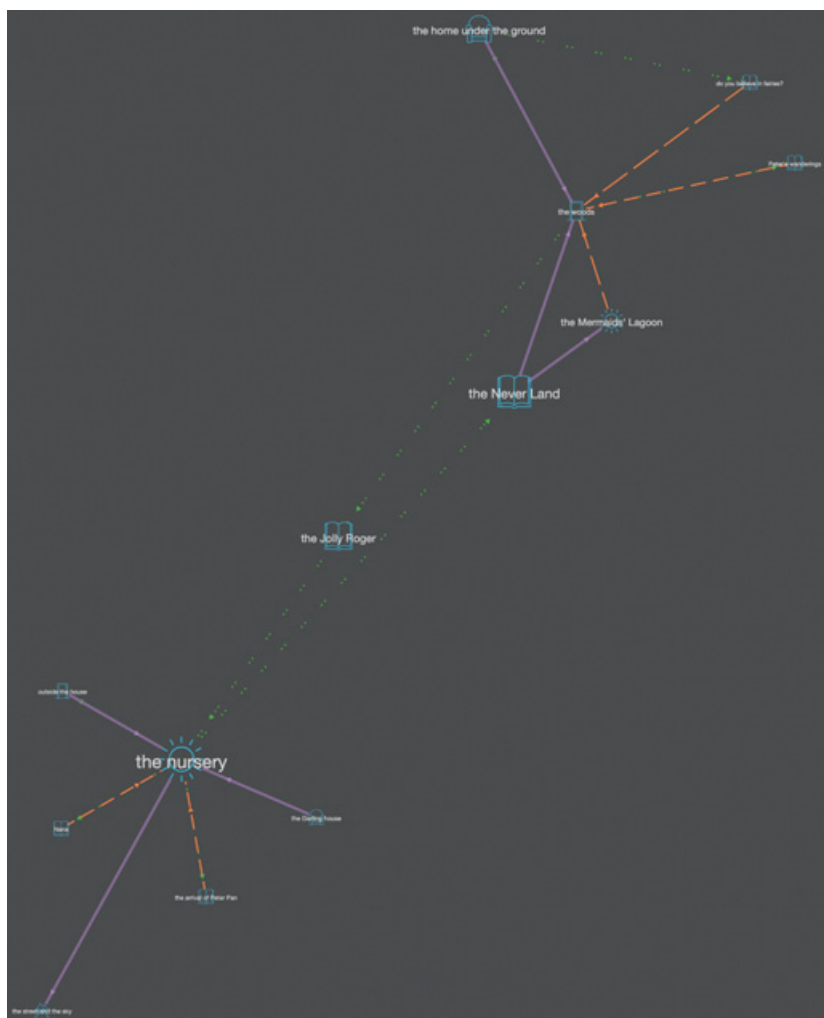 the home under the ground
do you believe in fairies?
Peter's wanderings
the woods
the Mermaids' Lagoon
the Never Land
the Jolly Roger
outside the house
the nursery
the Darling house
Nana
the arrival of Peter Pan
the street and the sky